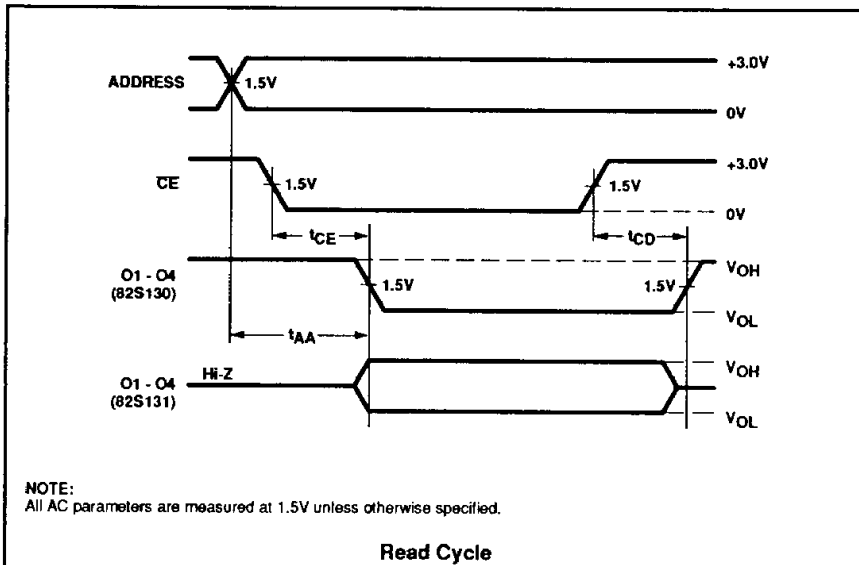 ADDRESS
1.5V
+3.0V
0V
CE
1.5V
1.5V
+3.0V
0V
tCE
tCD
O1 - O4
(82S130)
1.5V
1.5V
VOH
VOL
tAA
O1 - O4
(82S131)
Hi-Z
VOH
VOL
NOTE:
All AC parameters are measured at 1.5V unless otherwise specified.
Read Cycle